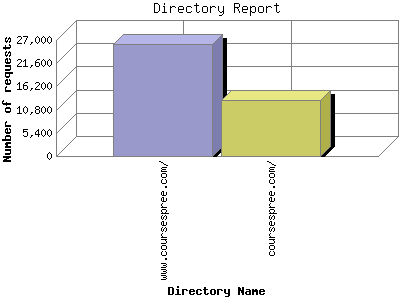 Directory Report
Number of requests
27,000
21,600
16,200
10,800
5,400
0
www.coursespree.com/
coursespree.com/
Directory Name